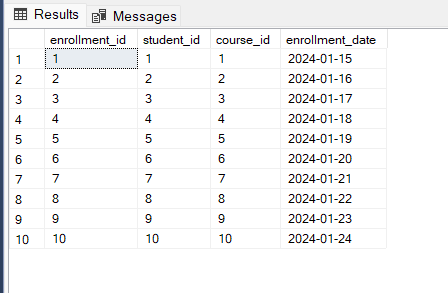 Results Messages
enrollment_id student_id course_id enrollment_date
1 1 1 1 2024-01-15
2 2 2 2 2024-01-16
3 3 3 3 2024-01-17
4 4 4 4 2024-01-18
5 5 5 5 2024-01-19
6 6 6 6 2024-01-20
7 7 7 7 2024-01-21
8 8 8 8 2024-01-22
9 9 9 9 2024-01-23
10 10 10 10 2024-01-24